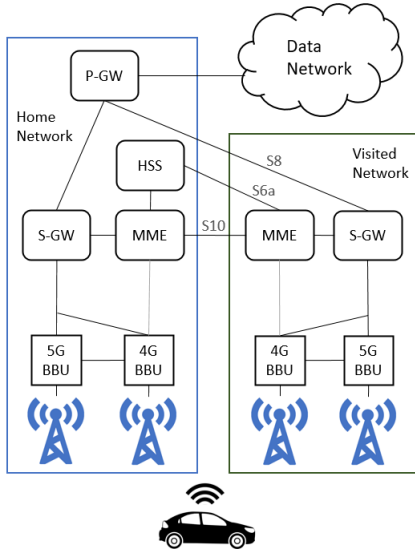 Data
Network
P-GW
Home
Network
HSS
S8
Visited
Network
S6a
S-GW
MME
S10
MME
S-GW
5G
BBU
4G
BBU
4G
BBU
5G
BBU